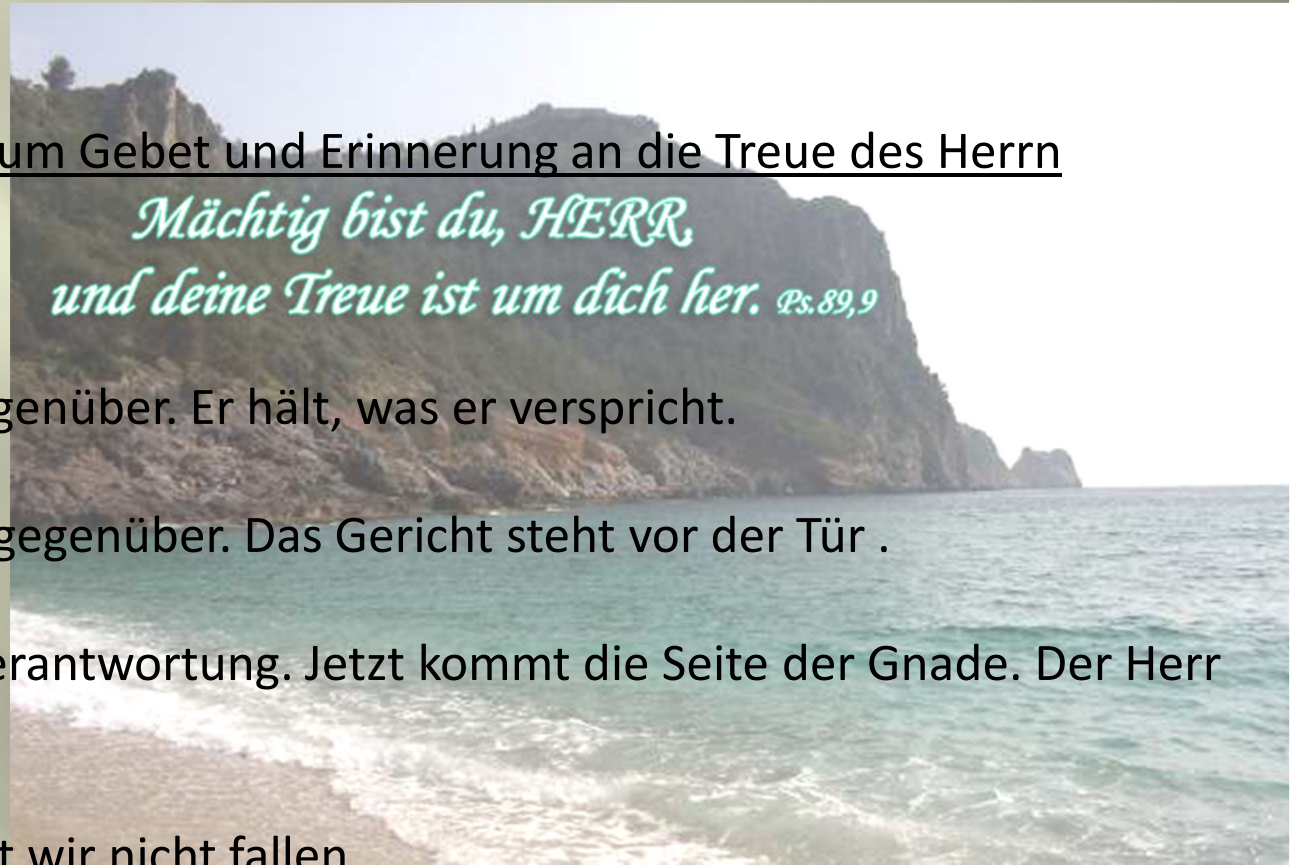 um Gebet und Erinnerung an die Treue des Herrn
Mächtig bist du, HERR,
und deine Treue ist um dich her. Ps.89,9
genüber. Er hält, was er verspricht.
gegenüber. Das Gericht steht vor der Tür .
erantwortung. Jetzt kommt die Seite der Gnade. Der Herr
t wir nicht fallen